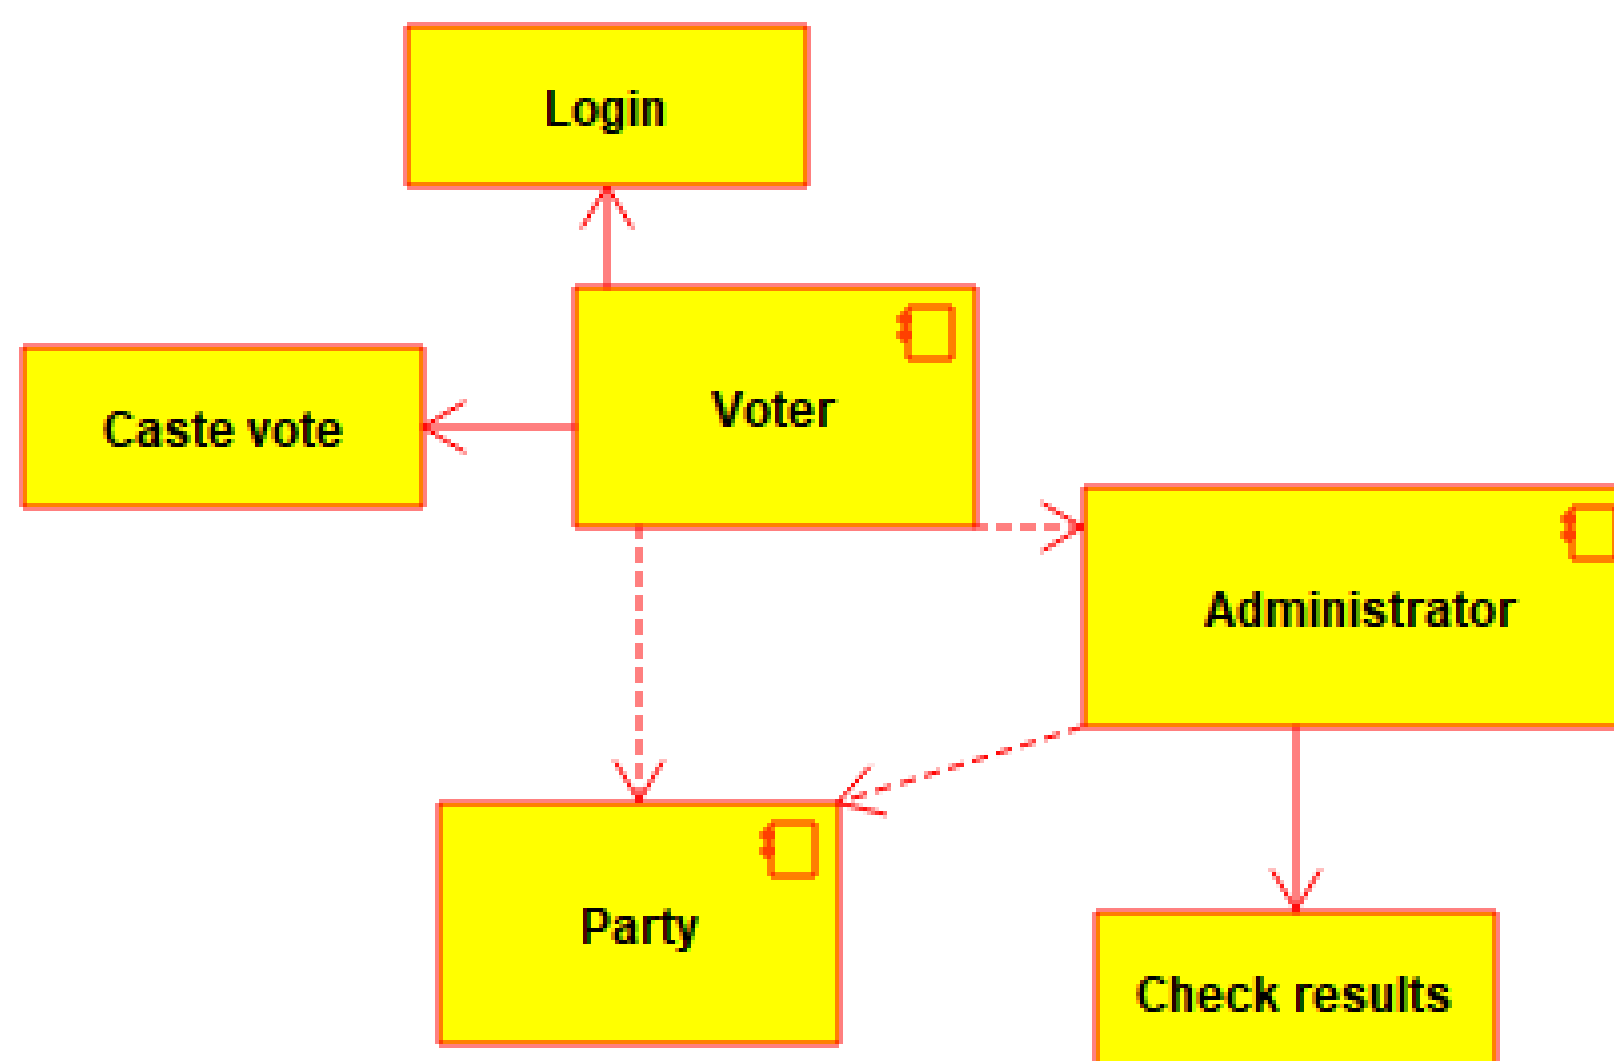 Login
Voter
Caste vote
Administrator
Party
Check results